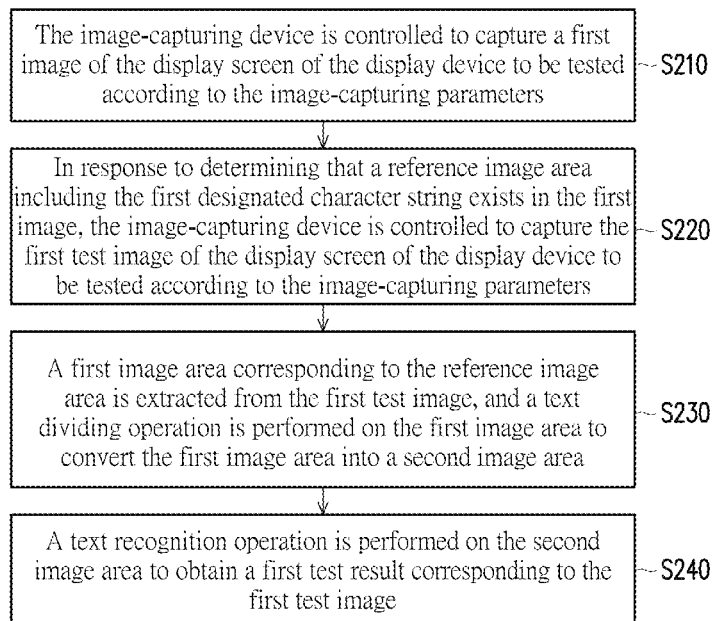 The image-capturing device is controlled to capture a first
image of the display screen of the display device to be tested
according to the image-capturing parameters
S210
In response to determining that a reference image area
including the first designated character string exists in the first
image, the image-capturing device is controlled to capture the
first test image of the display screen of the display device to
be tested according to the image-capturing parameters
S220
A first image area corresponding to the reference image
area is extracted from the first test image, and a text
dividing operation is performed on the first image area to
convert the first image area into a second image area
S230
A text recognition operation is performed on the second
image area to obtain a first test result corresponding to the
first test image
S240